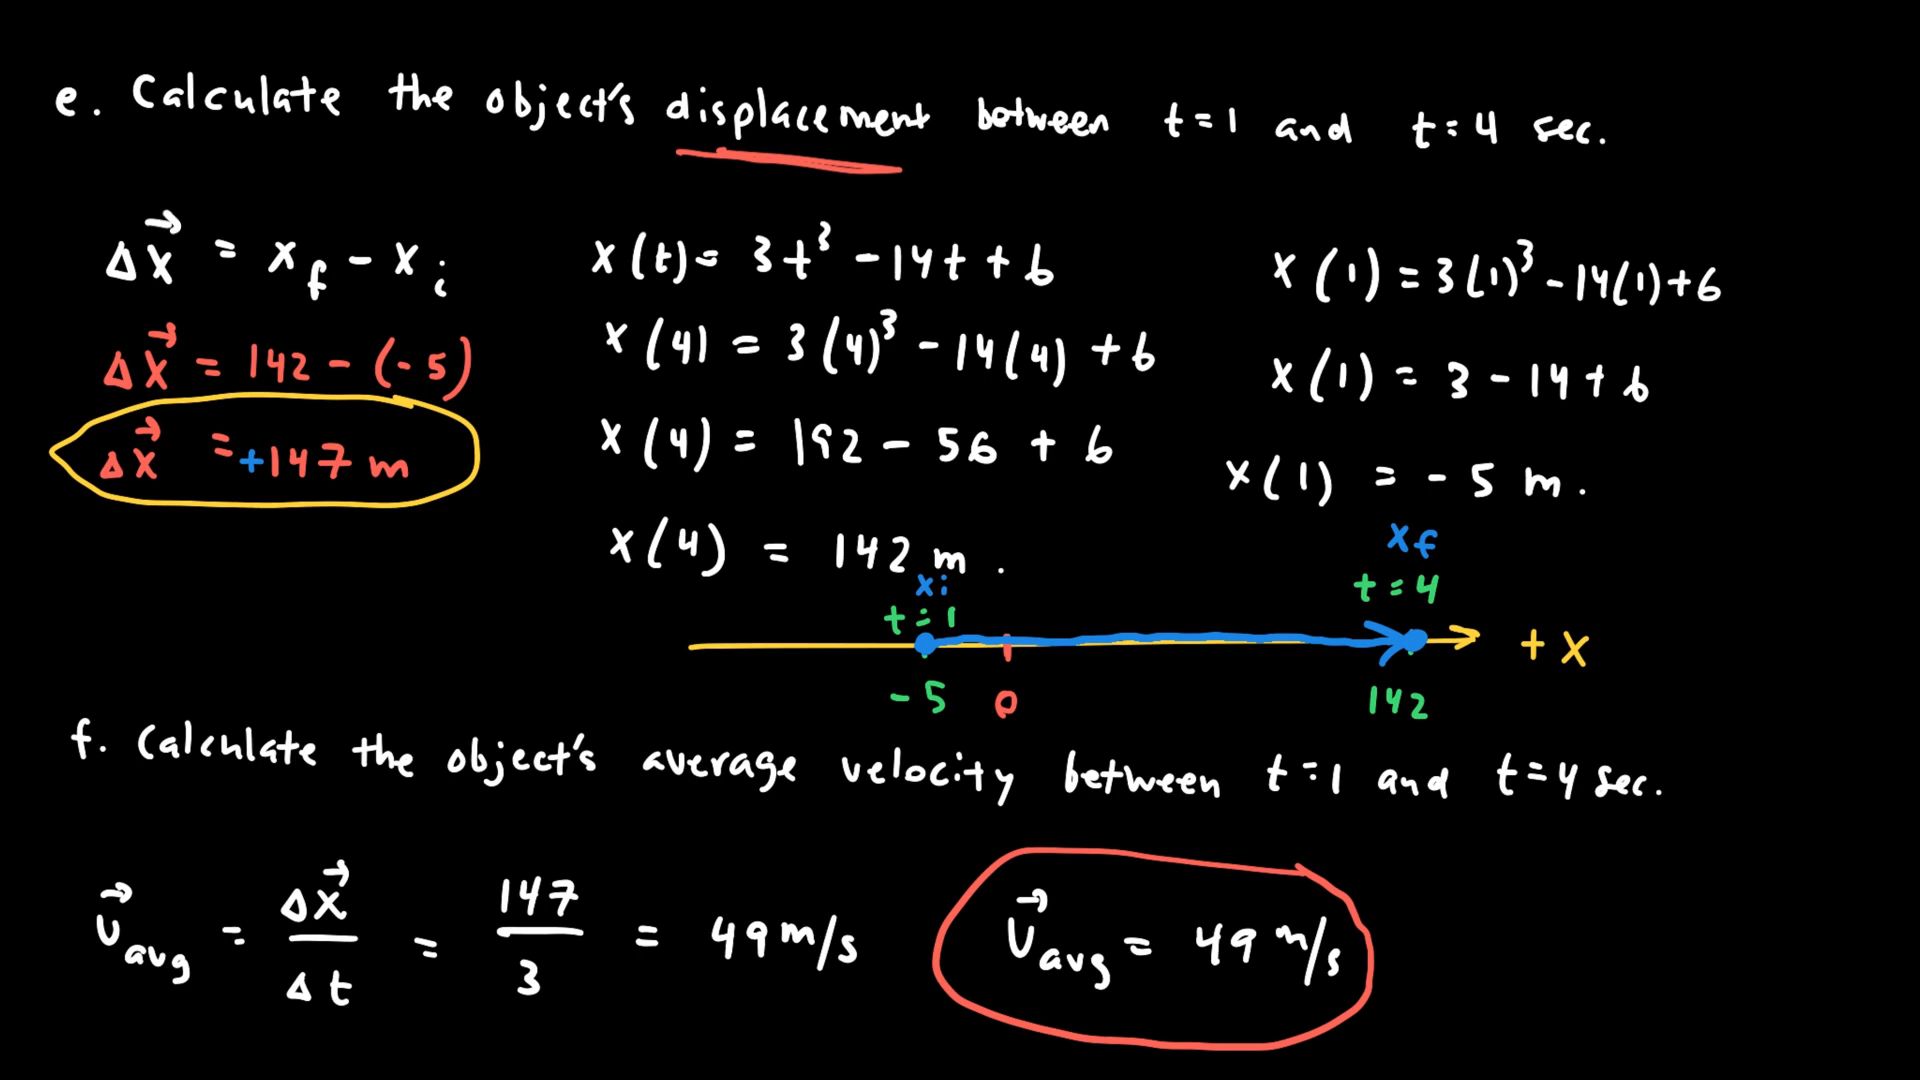 e. Calculate the object's displacement between t=1 and t=4 sec.
Δx⃗ = x_f - x_i
Δx⃗ = 142 - (-5)
Δx⃗ = +147 m
x(t) = 3t³ - 14t + 6
x(4) = 3(4)³ - 14(4) + 6
x(4) = 192 - 56 + 6
x(4) = 142 m.
x(1) = 3(1)³ - 14(1) + 6
x(1) = 3 - 14 + 6
x(1) = -5 m.
xi
t=1
xf
t=4
+x
-5 0 142
f. Calculate the object's average velocity between t=1 and t=4 sec.
v⃗avg = Δx⃗/Δt = 147/3 = 49 m/s
v⃗avg = 49 m/s